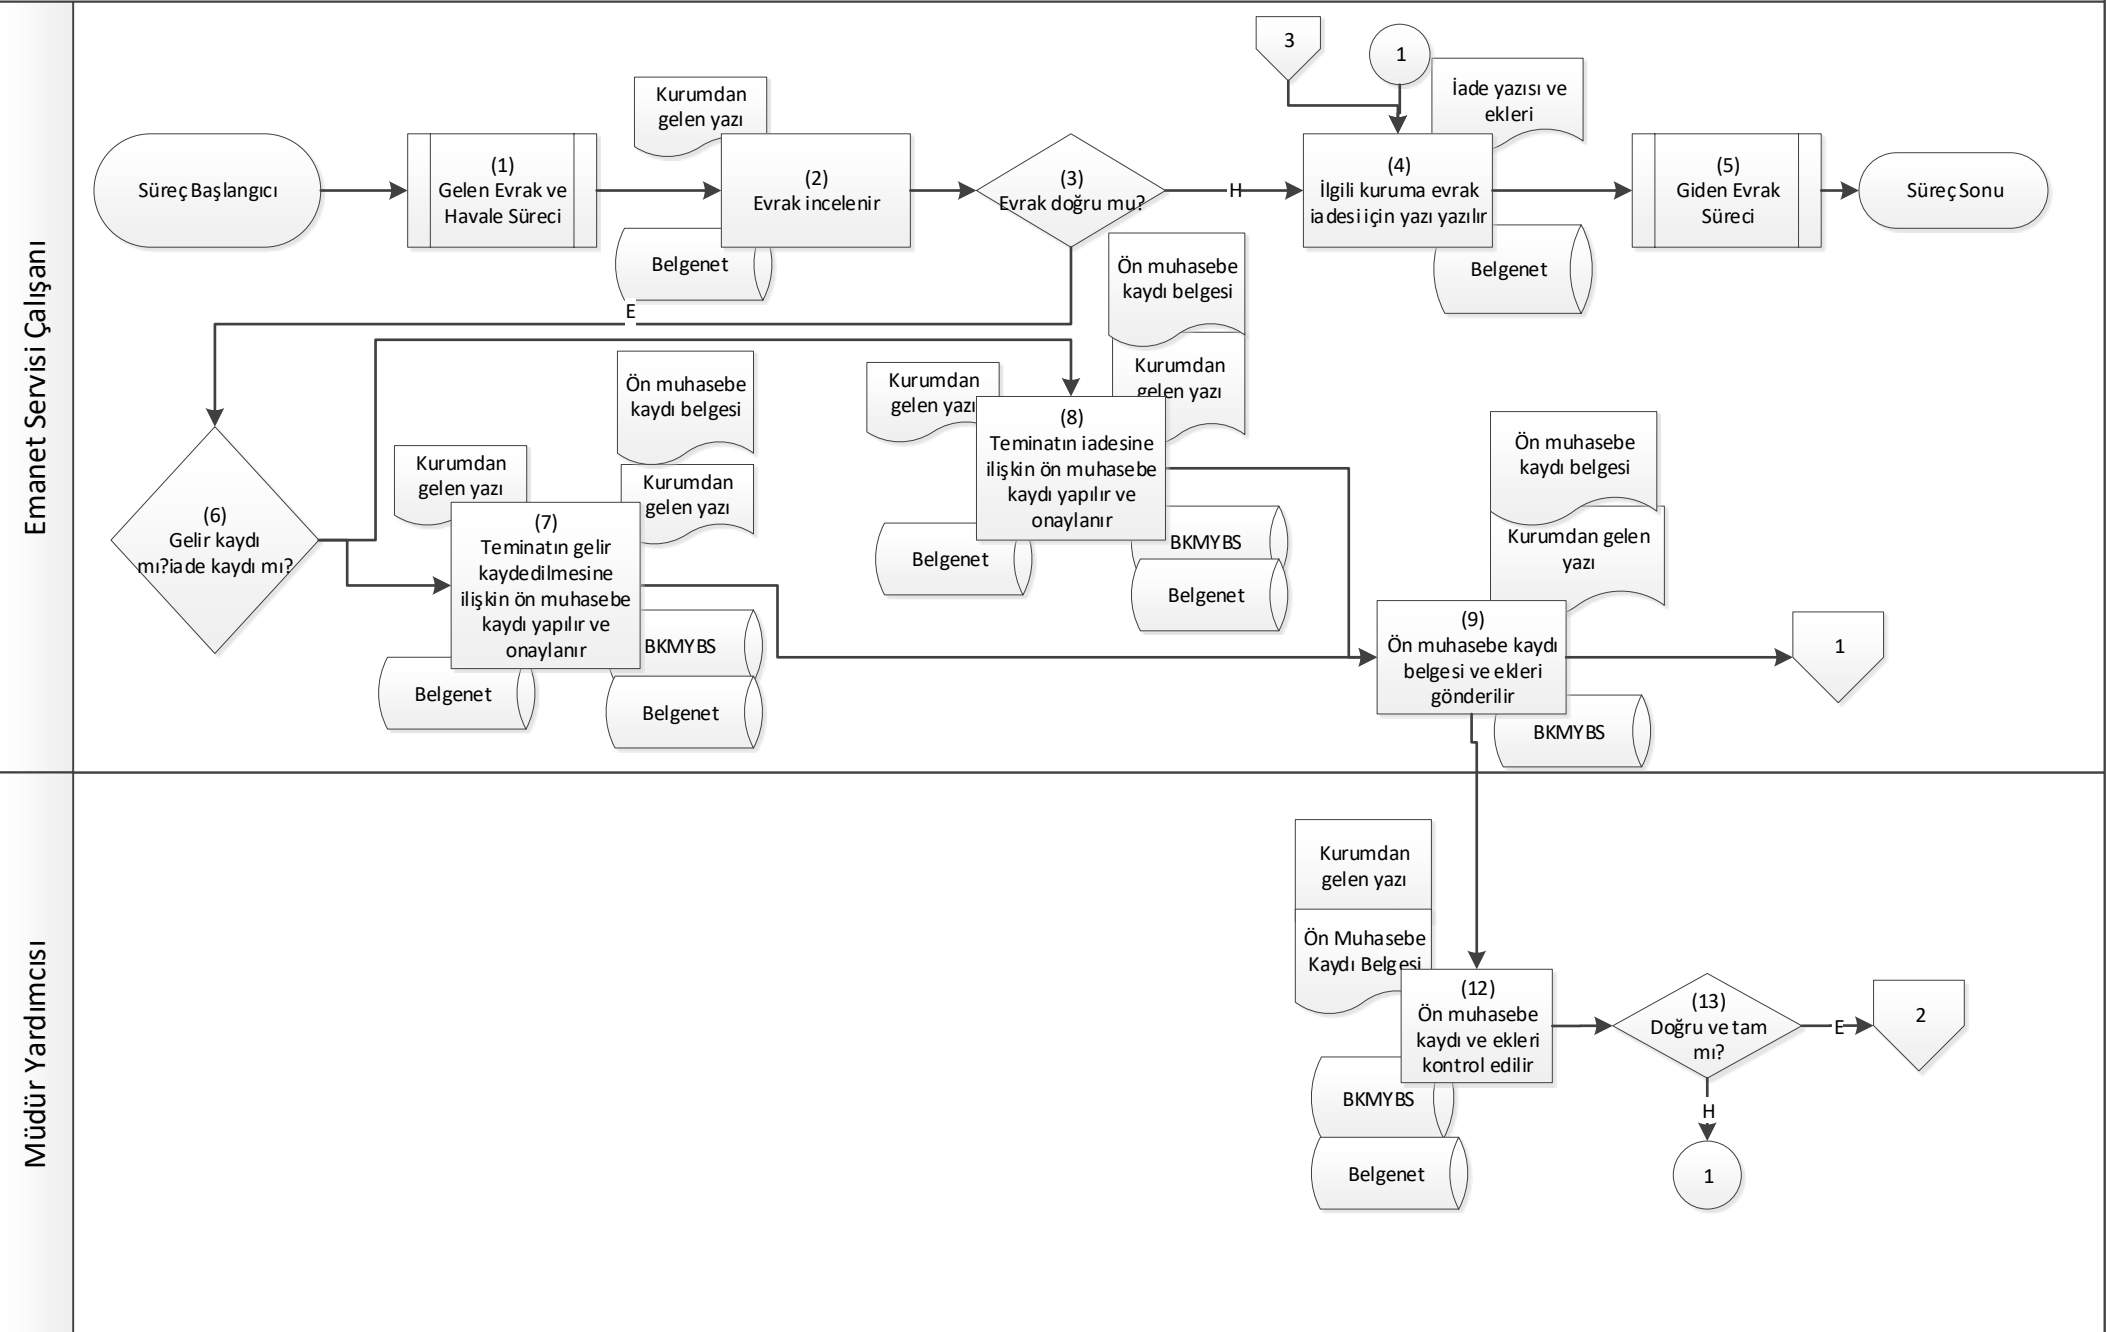 Emanet Servisi Çalışanı
Süreç Başlangıcı
(1)
Gelen Evrak ve
Havale Süreci
Kurumdan
gelen yazı
(2)
Evrak incelenir
Belgenet
(3)
Evrak doğru mu?
H
E
3
1
İade yazısı ve
ekleri
(4)
İlgili kuruma evrak
iadesi için yazı yazılır
Belgenet
(5)
Giden Evrak
Süreci
Süreç Sonu
(6)
Gelir kaydı
mı?iade kaydı mı?
Kurumdan
gelen yazı
Ön muhasebe
kaydı belgesi
Kurumdan
gelen yazı
(7)
Teminatın gelir
kaydedilmesine
ilişkin ön muhasebe
kaydı yapılır ve
onaylanır
Belgenet
BKMYBS
Belgenet
Kurumdan
gelen yazı
Ön muhasebe
kaydı belgesi
Kurumdan
gelen yazı
(8)
Teminatın iadesine
ilişkin ön muhasebe
kaydı yapılır ve
onaylanır
Belgenet
BKMYBS
Belgenet
Ön muhasebe
kaydı belgesi
Kurumdan gelen
yazı
(9)
Ön muhasebe kaydı
belgesi ve ekleri
gönderilir
BKMYBS
1
Müdür Yardımcısı
Kurumdan
gelen yazı
Ön Muhasebe
Kaydı Belgesi
(12)
Ön muhasebe
kaydı ve ekleri
kontrol edilir
BKMYBS
Belgenet
(13)
Doğru ve tam
mı?
E
2
H
1